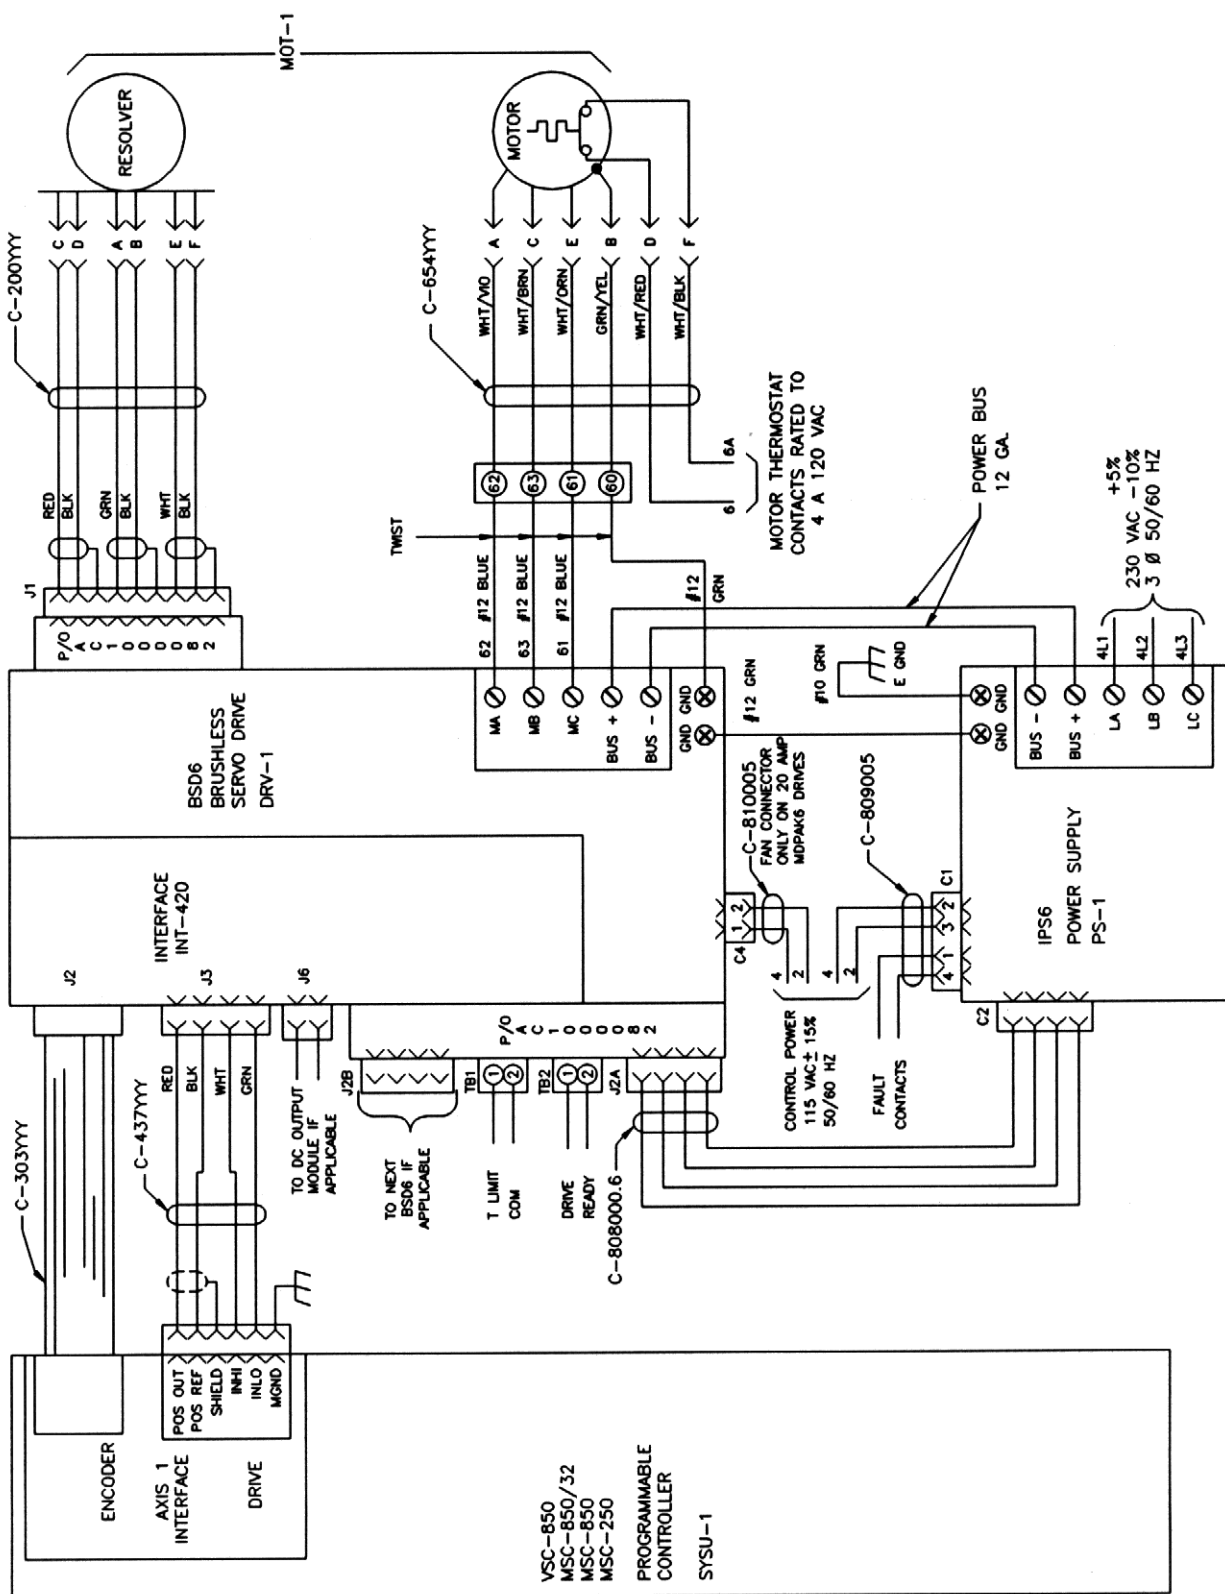 MOT-1
RESOLVER
C
D
A
B
E
F
C-200YYY
RED
BLK
GRN
BLK
WHT
BLK
J1
P/O
A
C
1
0
0
0
0
8
2
MOTOR
A
C
E
B
D
F
C-654YYY
WHT/VIO
WHT/BRN
WHT/ORN
GRN/YEL
WHT/RED
WHT/BLK
62
63
61
60
6A
6
MOTOR THERMOSTAT
CONTACTS RATED TO
4 A 120 VAC
TWIST
62 #12 BLUE
63 #12 BLUE
61 #12 BLUE
#12
GRN
POWER BUS
12 GA.
+5%
230 VAC -10%
3 Ø 50/60 HZ
4L1
4L2
4L3
#10 GRN
E GND
#12 GRN
MA
MB
MC
BUS +
BUS -
GND
GND
BSD6
BRUSHLESS
SERVO DRIVE
DRV-1
GND
GND
BUS -
BUS +
LA
LB
LC
IPS6
POWER SUPPLY
PS-1
INTERFACE
INT-420
J2
J3
J6
C-810005
FAN CONNECTOR
ONLY ON 20 AMP
MDPAK6 DRIVES
C-809005
C4
1
2
4
2
4
2
C1
2
3
1
4
C2
CONTROL POWER
115 VAC± 15%
50/60 HZ
FAULT
CONTACTS
P/O
A
C
1
0
0
0
0
8
2
J2B
TB1
1
2
TB2
1
2
J2A
TO NEXT
BSD6 IF
APPLICABLE
T LIMIT
COM
DRIVE
READY
C-808000.6
RED
BLK
WHT
GRN
TO DC OUTPUT
MODULE IF
APPLICABLE
C-303YYY
C-437YYY
POS OUT
POS REF
SHIELD
INHI
INLO
MGND
ENCODER
AXIS 1
INTERFACE
DRIVE
VSC-850
MSC-850/32
MSC-850
MSC-250
PROGRAMMABLE
CONTROLLER
SYSU-1